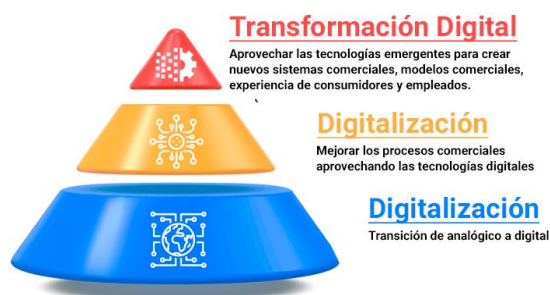 Transformación Digital
Aprovechar las tecnologías emergentes para crear
nuevos sistemas comerciales, modelos comerciales,
experiencia de consumidores y empleados.
Digitalización
Mejorar los procesos comerciales
aprovechando las tecnologías digitales
Digitalización
Transición de analógico a digital